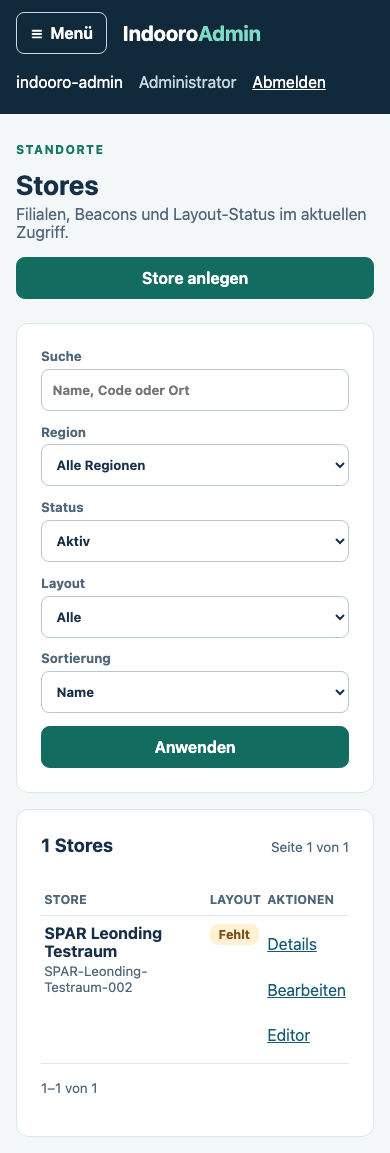 ≡ Menü
IndooroAdmin
indooro-admin Administrator Abmelden
STANDORTE
Stores
Filialen, Beacons und Layout-Status im aktuellen
Zugriff.
Store anlegen
Suche
Name, Code oder Ort
Region
Alle Regionen
Status
Aktiv
Layout
Alle
Sortierung
Name
Anwenden
1 Stores
Seite 1 von 1
STORE LAYOUT AKTIONEN
SPAR Leonding
Testraum
SPAR-Leonding-
Testraum-002
Fehlt
Details
Bearbeiten
Editor
1–1 von 1